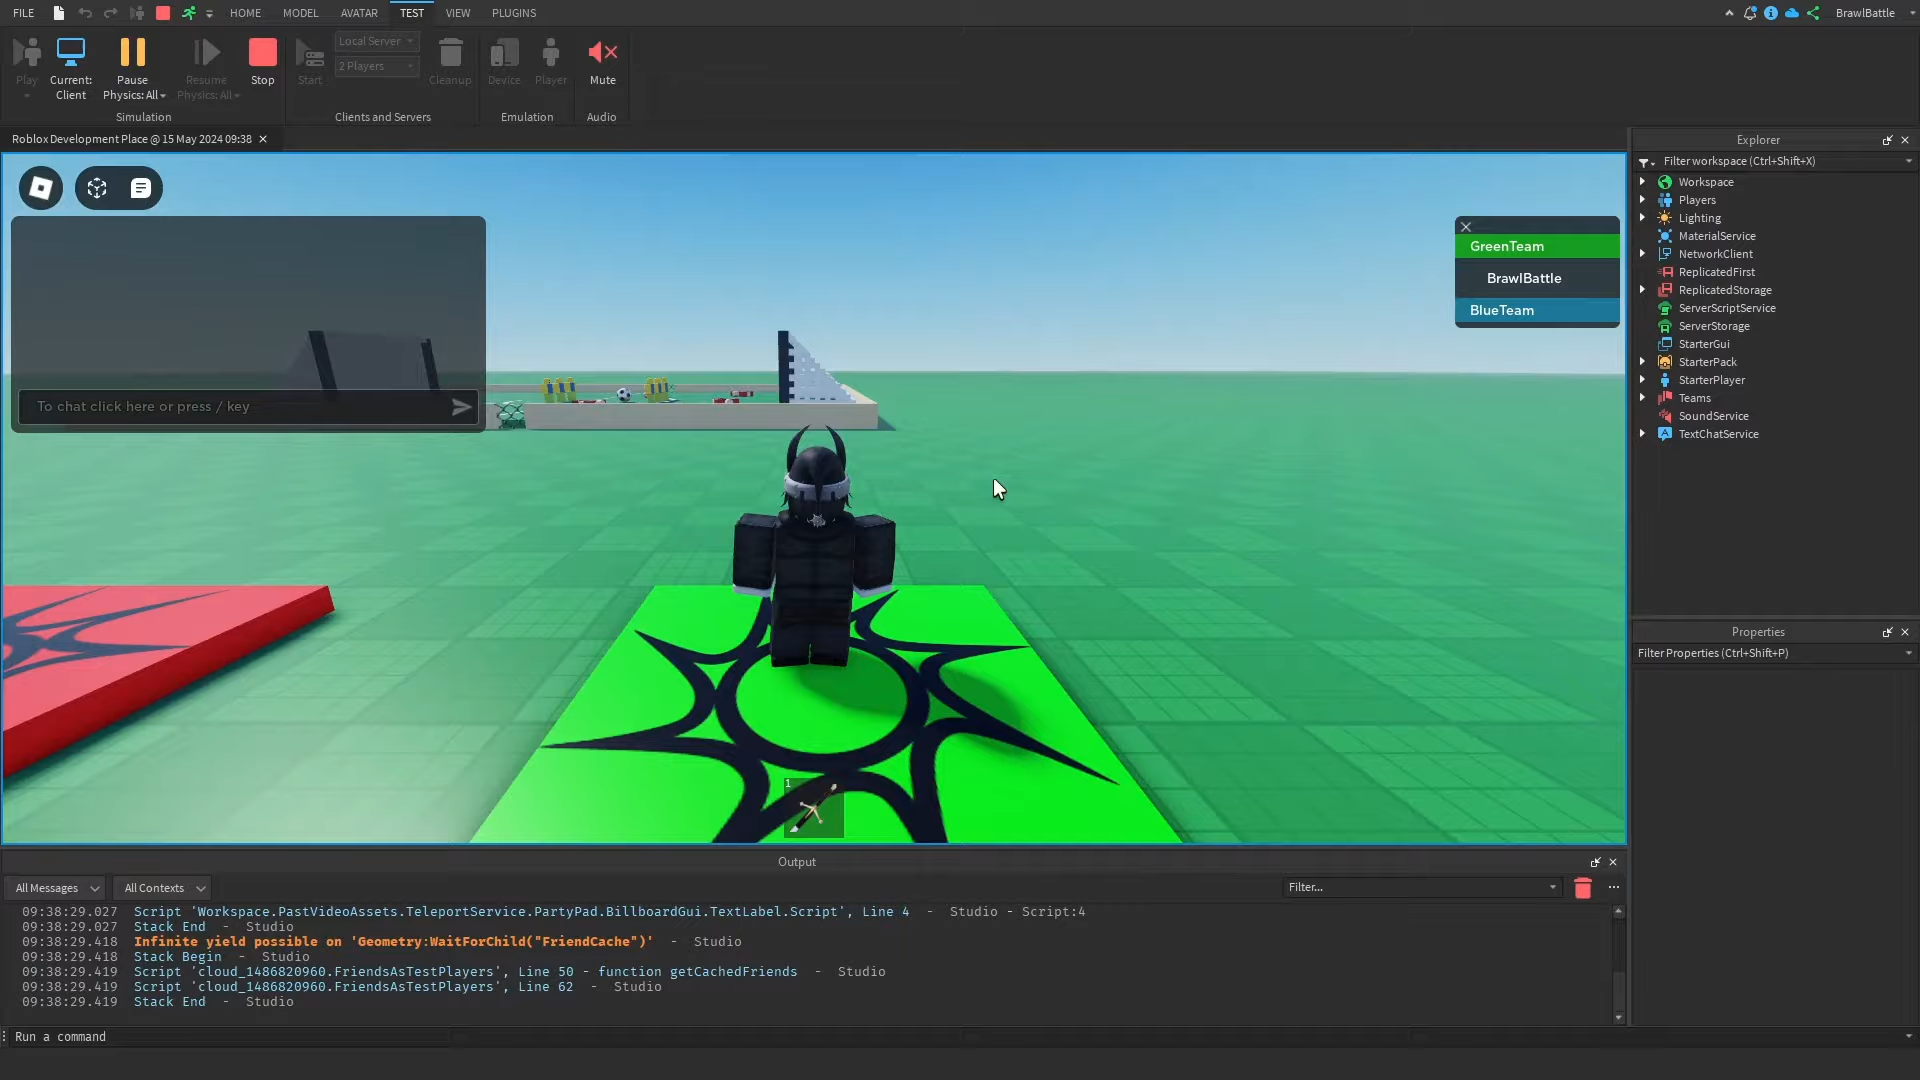 FILE HOME MODEL AVATAR TEST VIEW PLUGINS BrawlBattle
Play Current: Client Pause Physics: All Resume Physics: All Stop Start Local Server 2 Players Cleanup Device Player Mute
Simulation Clients and Servers Emulation Audio
Roblox Development Place @ 15 May 2024 09:38
To chat click here or press / key
GreenTeam
BrawlBattle
BlueTeam
1
Explorer
Filter workspace (Ctrl+Shift+X)
Workspace
Players
Lighting
MaterialService
NetworkClient
ReplicatedFirst
ReplicatedStorage
ServerScriptService
ServerStorage
StarterGui
StarterPack
StarterPlayer
Teams
SoundService
TextChatService
Properties
Filter Properties (Ctrl+Shift+P)
Output
All Messages All Contexts Filter...
09:38:29.027 Script 'Workspace.PastVideoAssets.TeleportService.PartyPad.BillboardGui.TextLabel.Script', Line 4 - Studio - Script:4
09:38:29.027 Stack End - Studio
09:38:29.418 Infinite yield possible on 'Geometry:WaitForChild("FriendCache")' - Studio
09:38:29.418 Stack Begin - Studio
09:38:29.419 Script 'cloud_1486820960.FriendsAsTestPlayers', Line 50 - function getCachedFriends - Studio
09:38:29.419 Script 'cloud_1486820960.FriendsAsTestPlayers', Line 62 - Studio
09:38:29.419 Stack End - Studio
Run a command